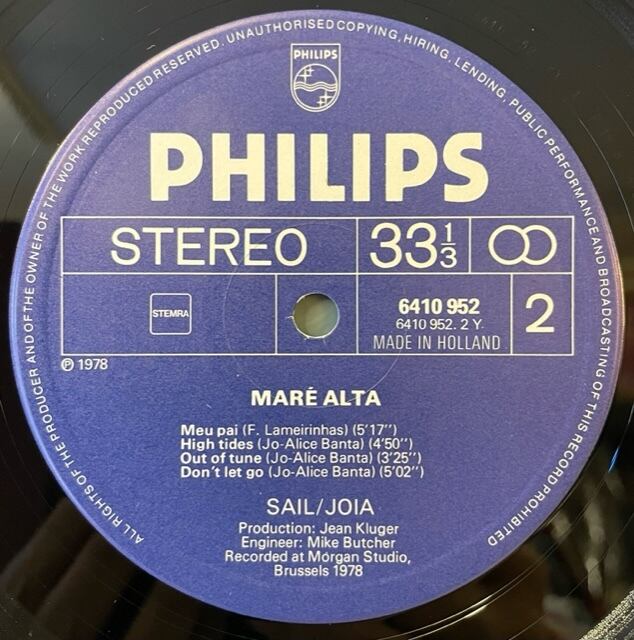 ALL RIGHTS OF THE PRODUCER AND OF THE OWNER OF THE WORK REPRODUCED RESERVED. UNAUTHORISED COPYING, HIRING, LENDING, PUBLIC PERFORMANCE AND BROADCASTING OF THIS RECORD PROHIBITED
PHILIPS
PHILIPS
STEREO
33 1/3
STEMRA
6410 952
6410 952. 2 Y.
MADE IN HOLLAND
2
℗ 1978
MARÉ ALTA
Meu pai (F. Lameirinhas) (5'17'')
High tides (Jo-Alice Banta) (4'50'')
Out of tune (Jo-Alice Banta) (3'25'')
Don't let go (Jo-Alice Banta) (5'02'')
SAIL/JOIA
Production: Jean Kluger
Engineer: Mike Butcher
Recorded at Morgan Studio,
Brussels 1978